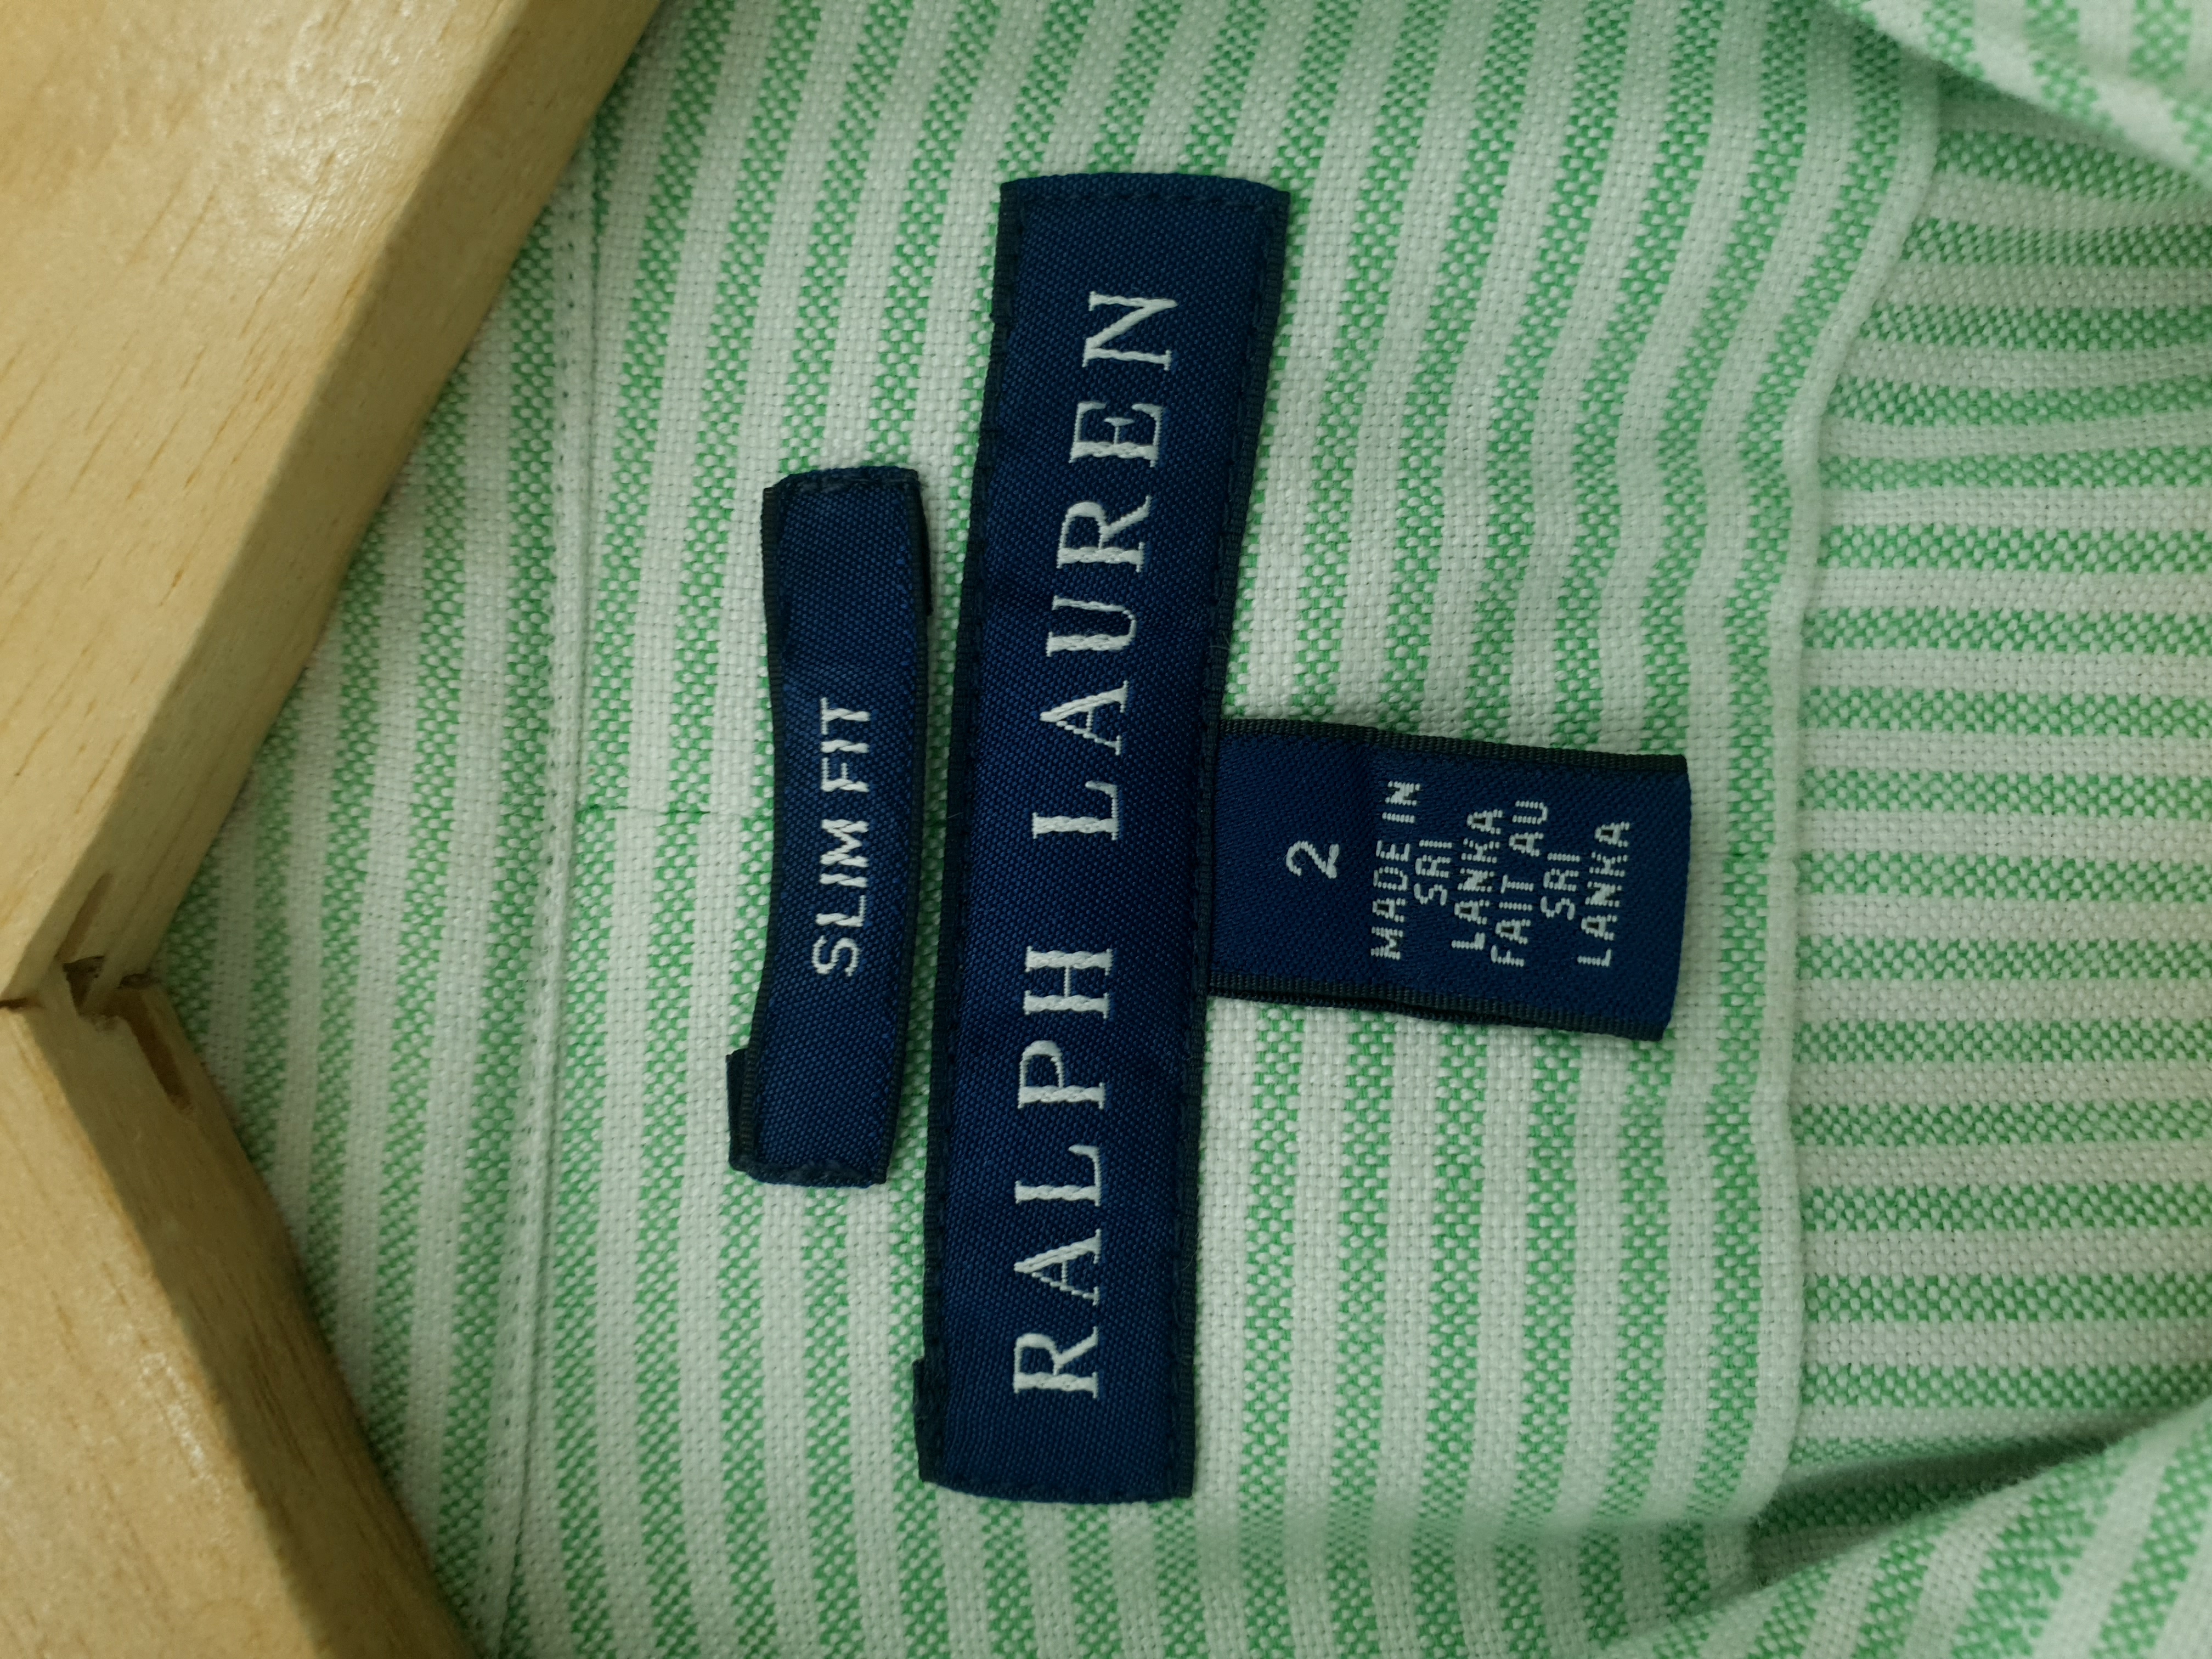 SLIM FIT
RALPH LAUREN
2
MADE IN
SRI
LANKA
FAIT AU
SRI
LANKA